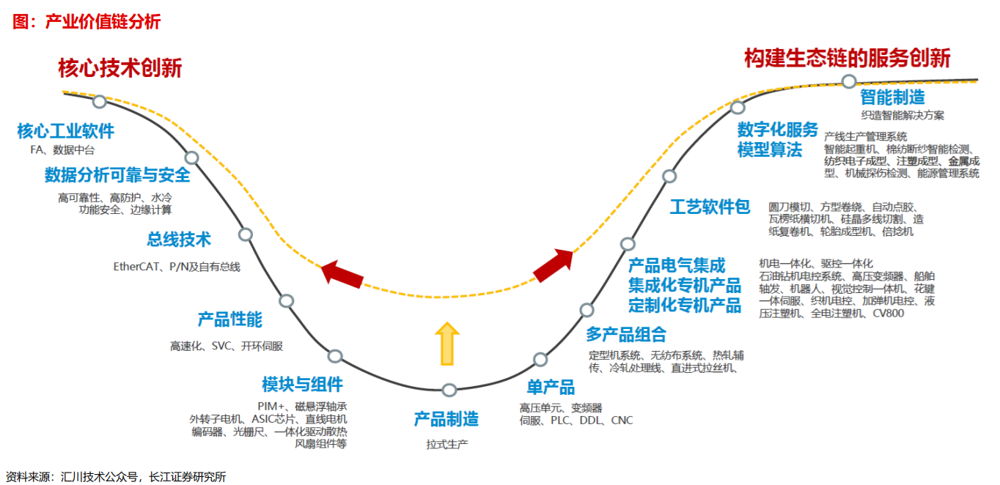 图：产业价值链分析
核心技术创新
构建生态链的服务创新
核心工业软件
FA、数据中台
数据分析可靠与安全
高可靠性、高防护、水冷
功能安全、边缘计算
总线技术
EtherCAT、P/N及自有总线
产品性能
高速化、SVC、开环伺服
模块与组件
PIM+、磁悬浮轴承
外转子电机、ASIC芯片、直线电机
编码器、光栅尺、一体化驱动散热
风扇组件等
产品制造
拉式生产
单产品
高压单元、变频器
伺服、PLC、DDL、CNC
多产品组合
定型机系统、无纺布系统、热轧辅
传、冷轧处理线、直进式拉丝机、
产品电气集成
集成化专机产品
定制化专机产品
机电一体化、驱控一体化
石油钻机电控系统、高压变频器、船舶
轴发、机器人、视觉控制一体机、花键
一体伺服、织机电控、加弹机电控、液
压注塑机、全电注塑机、CV800
工艺软件包
圆刀模切、方型卷绕、自动点胶、
瓦楞纸横切机、硅晶多线切割、造
纸复卷机、轮胎成型机、倍捻机
数字化服务
模型算法
产线生产管理系统
智能起重机、棉纺断纱智能检测、
纺织电子成型、注塑成型、金属成
型、机械探伤检测、能源管理系统
智能制造
织造智能解决方案
资料来源：汇川技术公众号，长江证券研究所